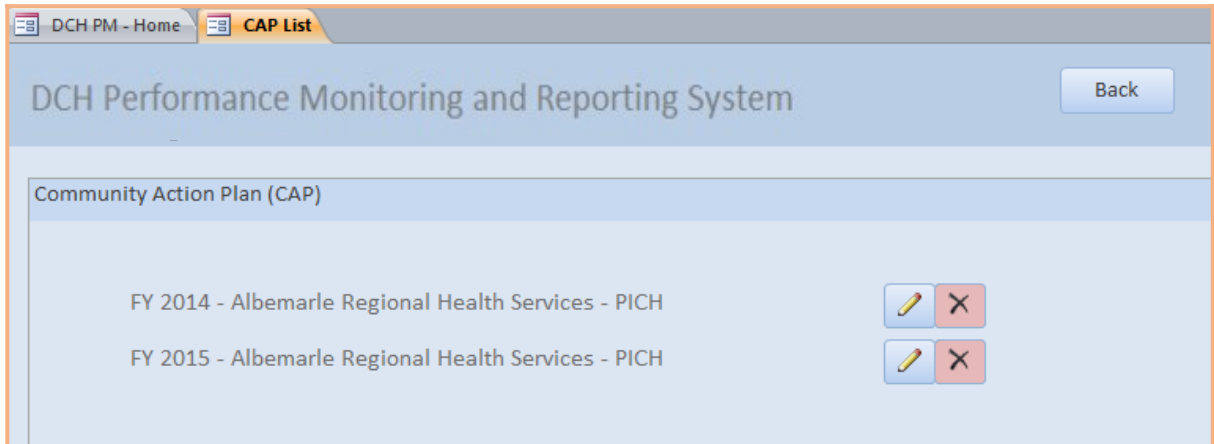 DCH PM - Home CAP List
DCH Performance Monitoring and Reporting System Back
Community Action Plan (CAP)
FY 2014 - Albemarle Regional Health Services - PICH
FY 2015 - Albemarle Regional Health Services - PICH